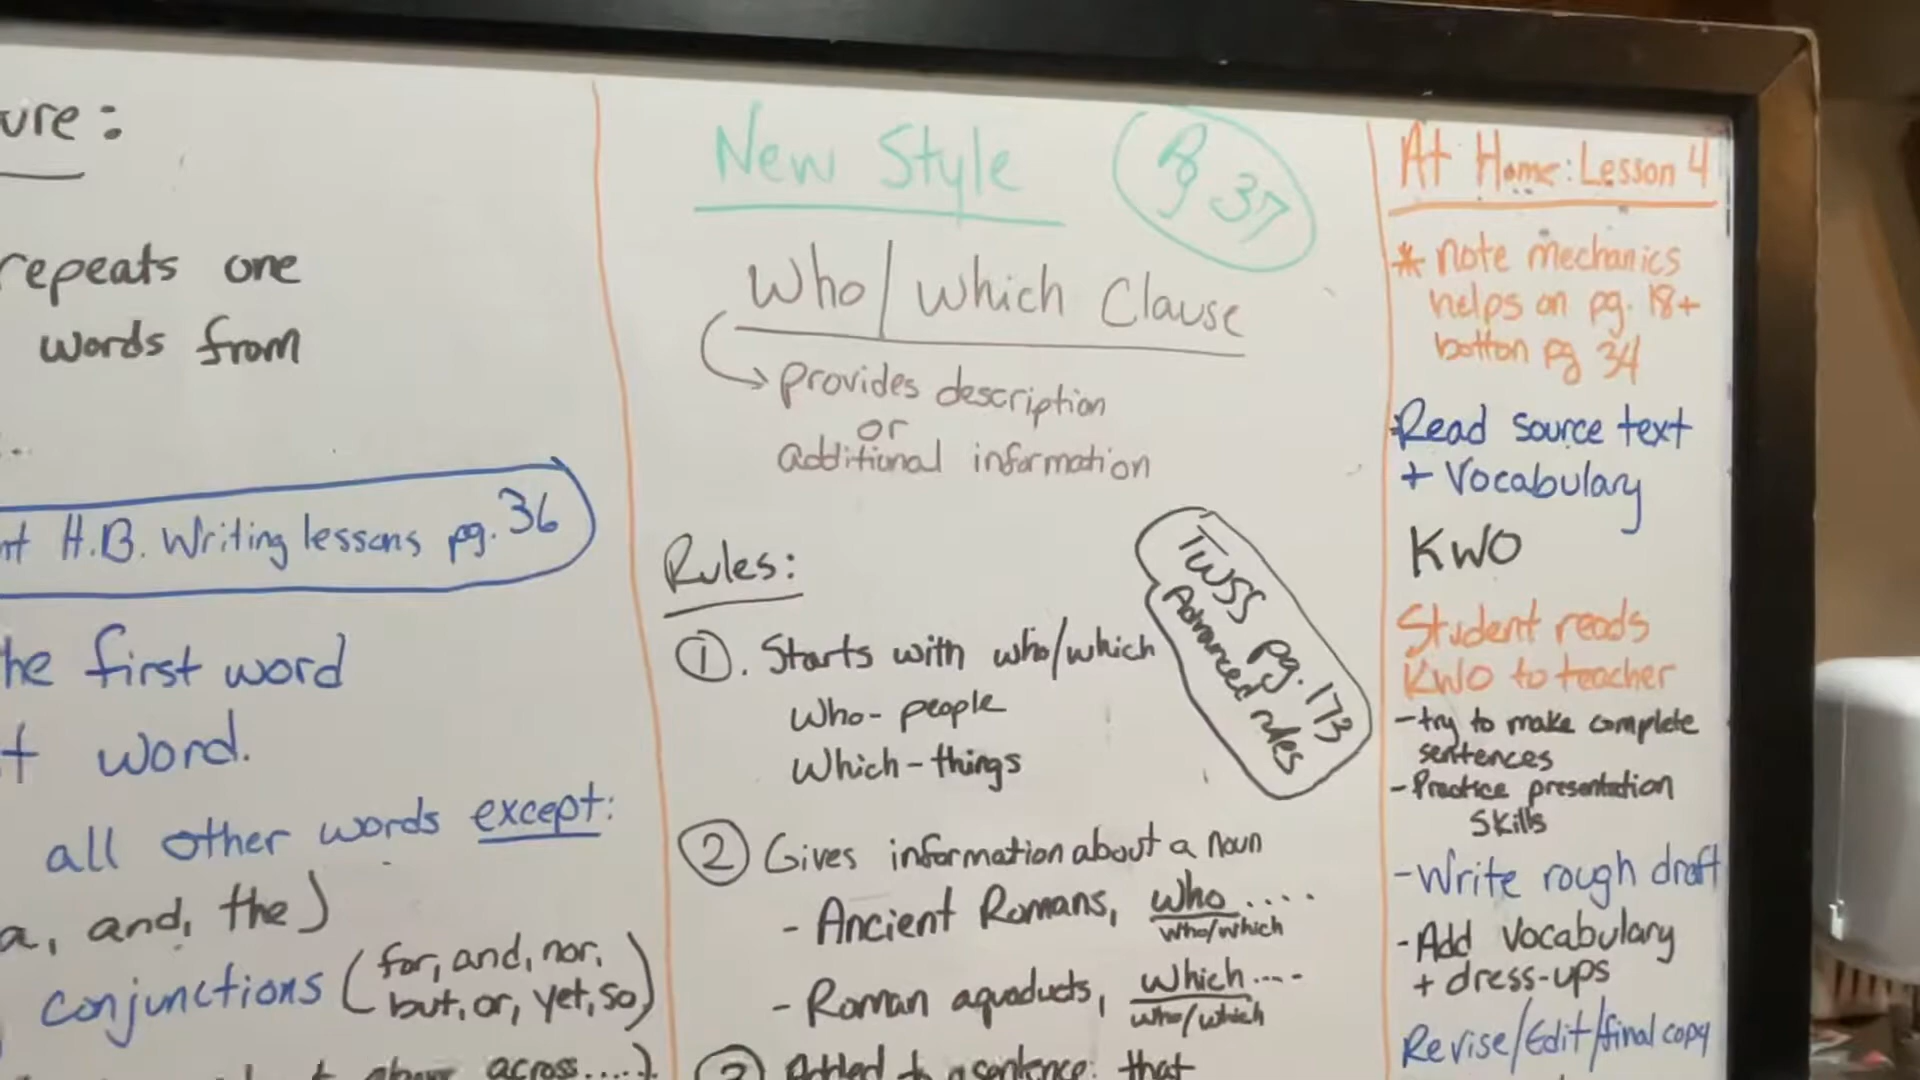 ure:
repeats one
words from
H.B. Writing lessons pg. 36
he first word
t word.
all other words except:
a, and, the)
conjunctions (for, and, nor,
but, or, yet, so)
across.....)
New Style
Pg 37
Who/which Clause
provides description
or
additional information
Rules:
TWSS pg. 173
Advanced rules
1. Starts with who/which
Who- people
Which- things
2 Gives information about a noun
- Ancient Romans, who....
who/which
- Roman aquaducts, which....
who/which
Added to a sentence: that
At Home: Lesson 4
* note mechanics
helps on pg. 18+
botton pg 34
Read source text
+ Vocabulary
KWO
Student reads
KWO to teacher
- try to make complete
sentences
- Practice presentation
Skills
- Write rough draft
- Add Vocabulary
+ dress-ups
Revise/Edit/final copy